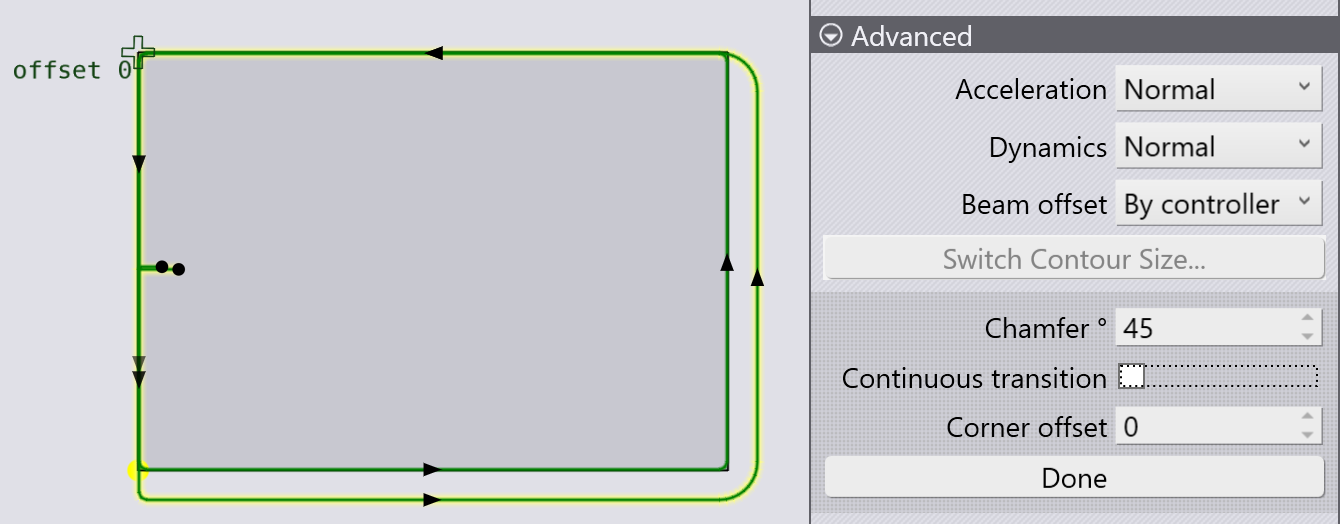 offset 0
Advanced
Acceleration Normal
Dynamics Normal
Beam offset By controller
Switch Contour Size...
Chamfer ° 45
Continuous transition
Corner offset 0
Done